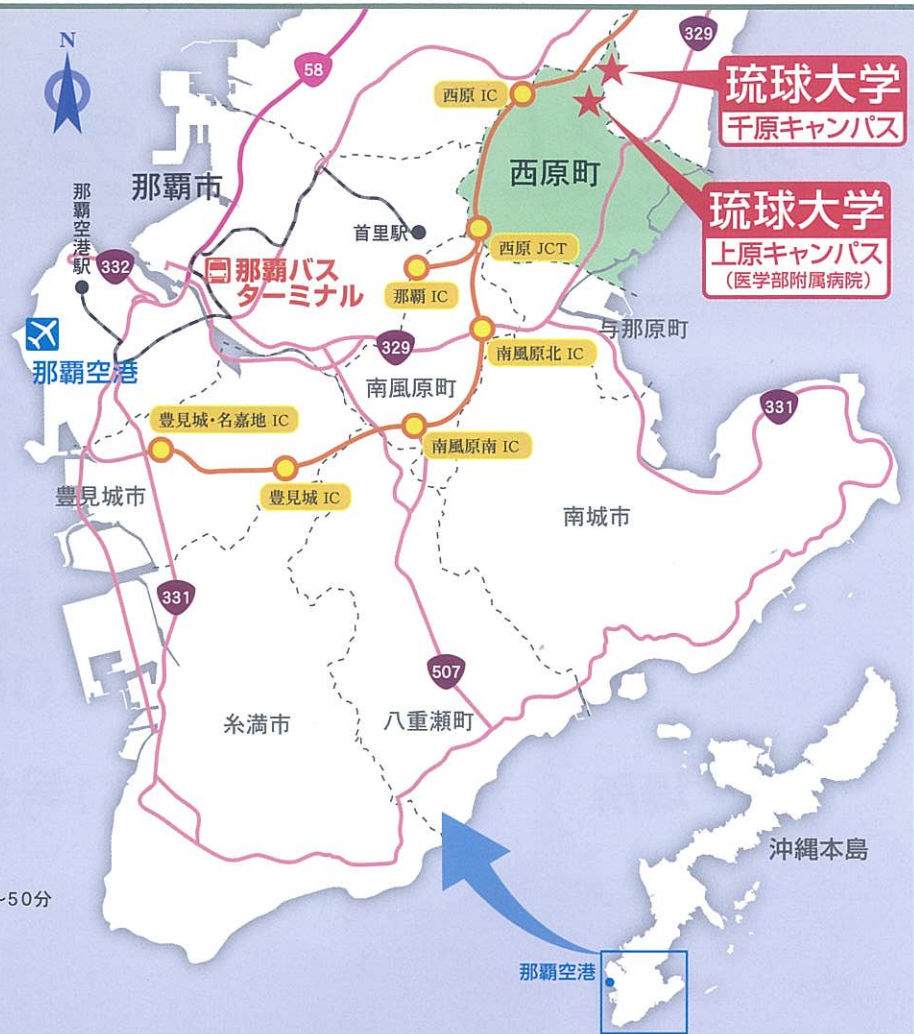 N
58
329
西原 IC
琉球大学
千原キャンパス
西原町
那覇市
琉球大学
上原キャンパス
(医学部附属病院)
那覇空港駅
首里駅
西原 JCT
332
那覇バス
ターミナル
那覇 IC
与那原町
329
南風原北 IC
那覇空港
南風原町
331
豊見城・名嘉地 IC
南風原南 IC
豊見城 IC
豊見城市
南城市
331
507
糸満市
八重瀬町
沖縄本島
~50分
那覇空港